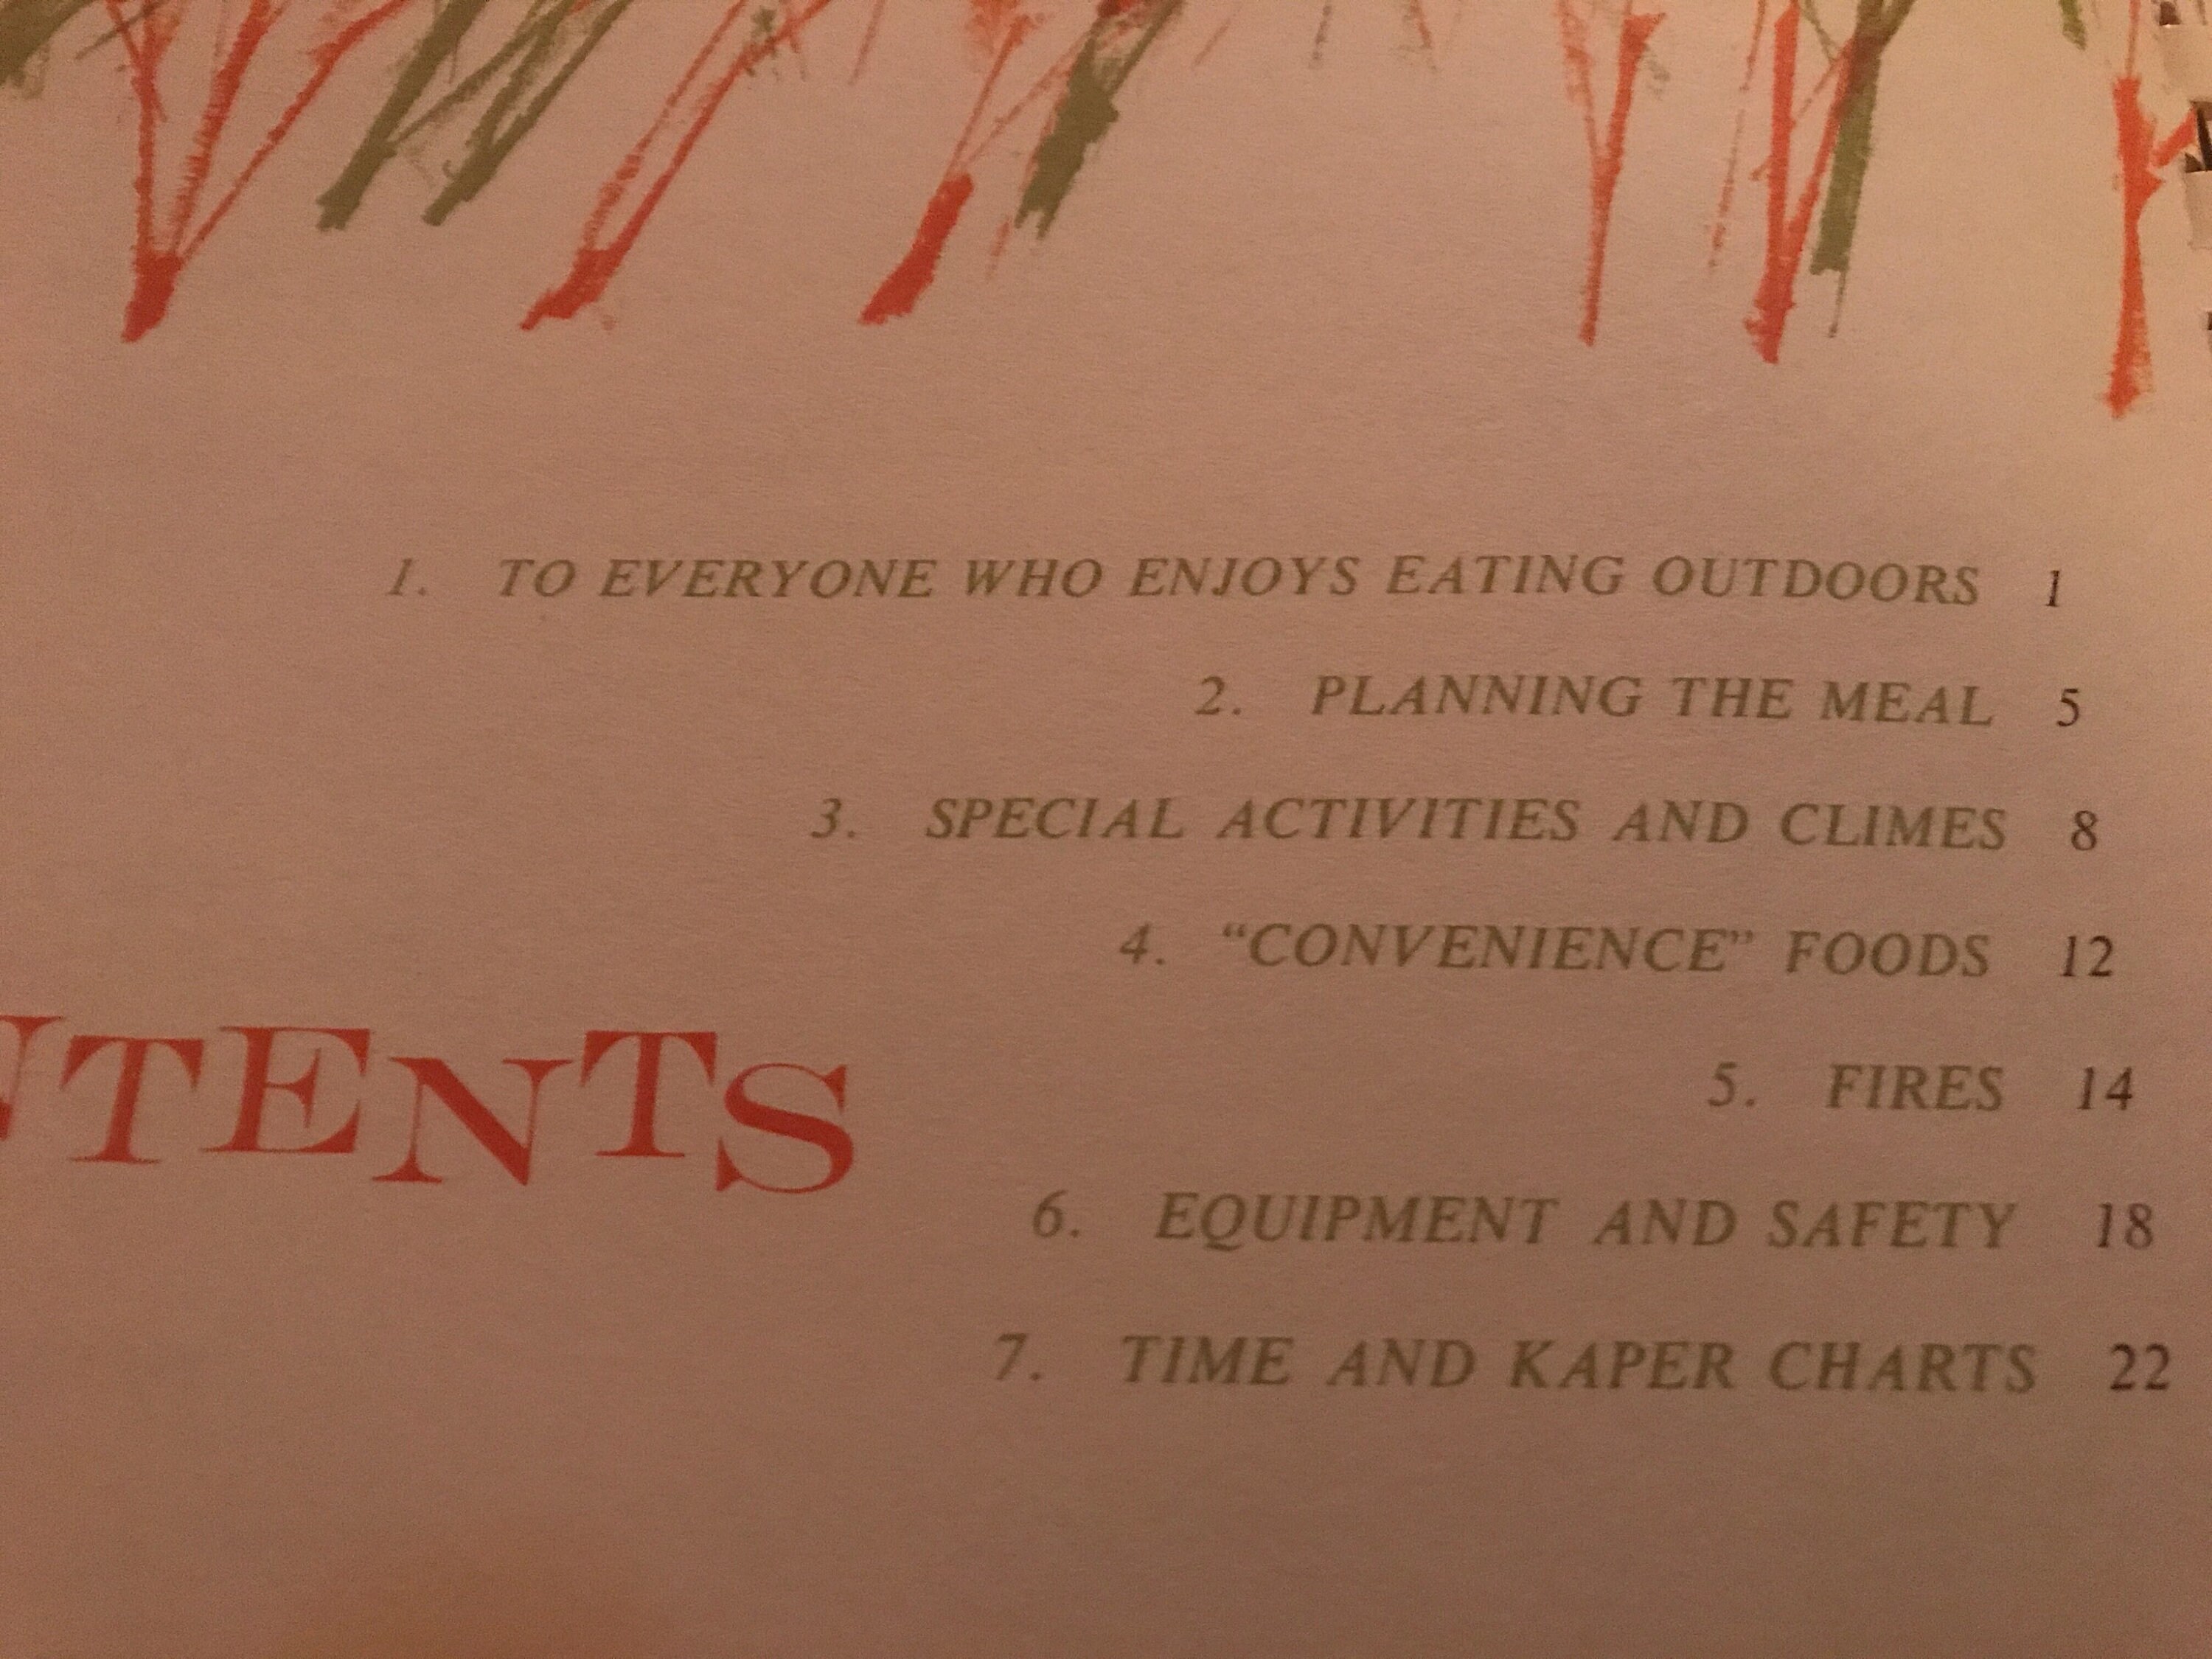 1. TO EVERYONE WHO ENJOYS EATING OUTDOORS 1
2. PLANNING THE MEAL 5
3. SPECIAL ACTIVITIES AND CLIMES 8
4. “CONVENIENCE” FOODS 12
NTENTS
5. FIRES 14
6. EQUIPMENT AND SAFETY 18
7. TIME AND KAPER CHARTS 22